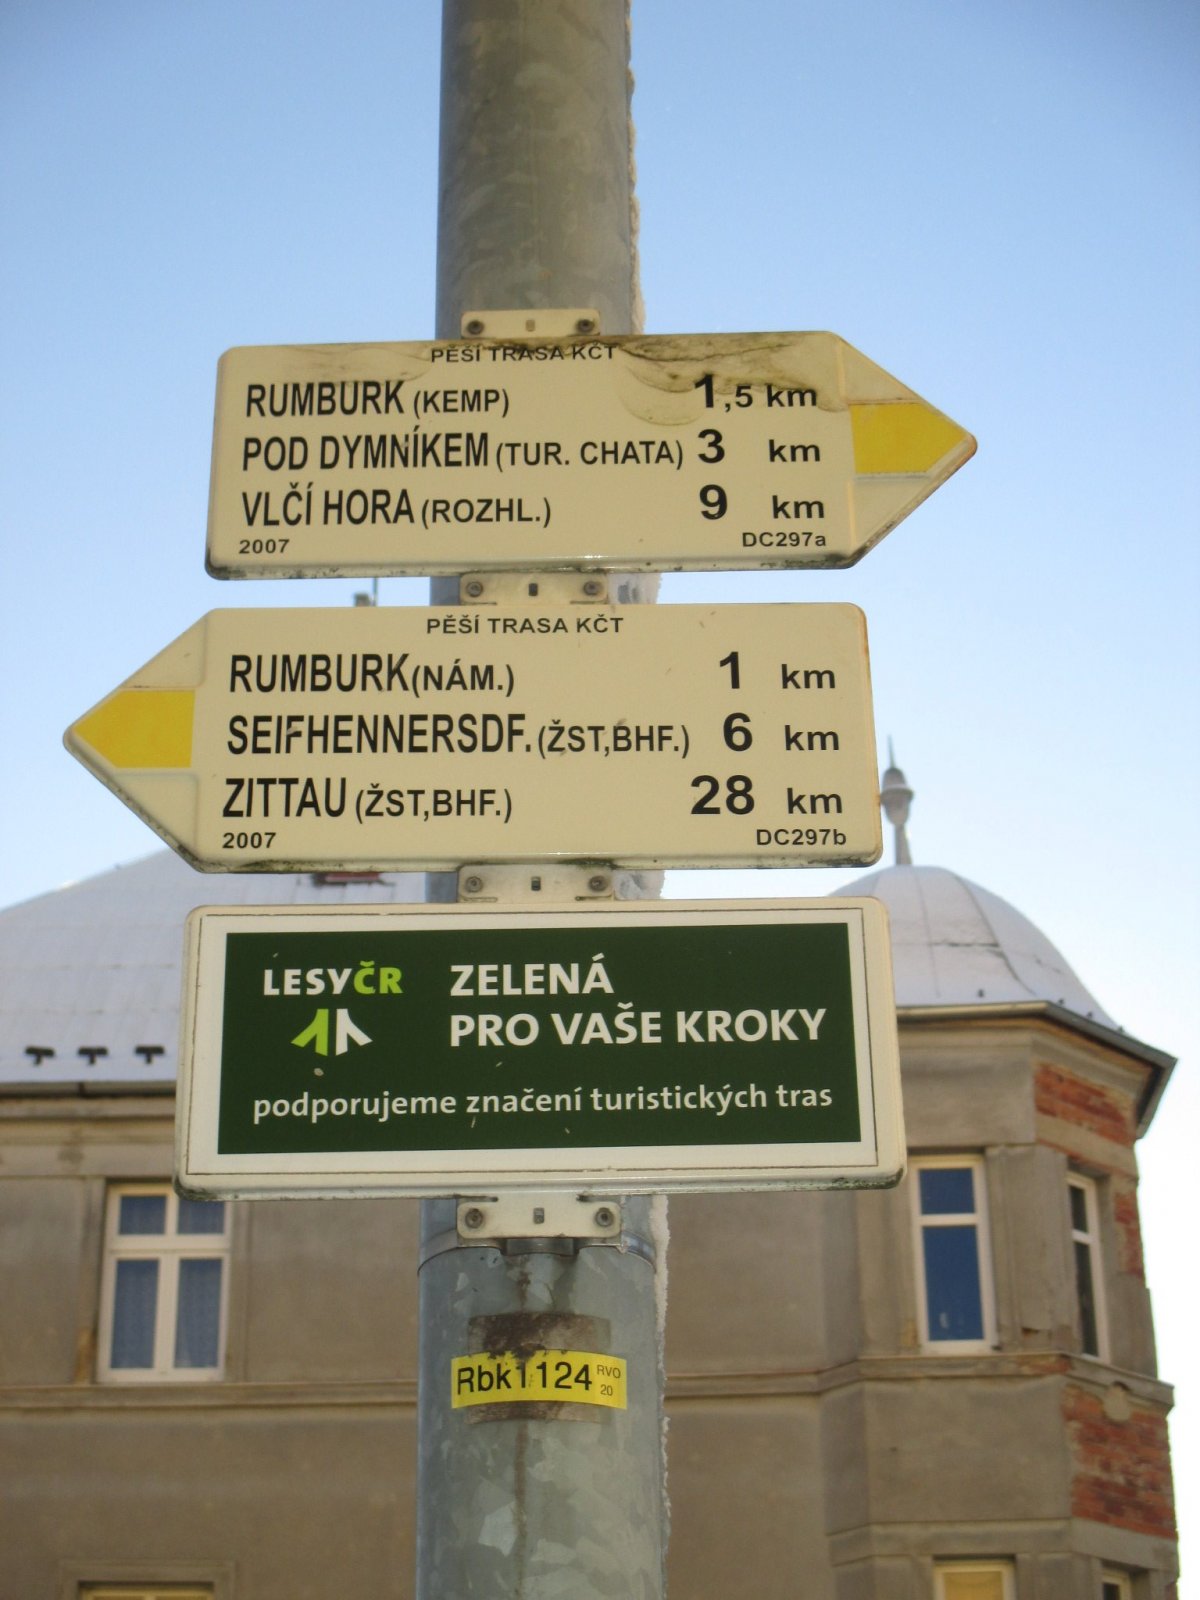 PĚŠÍ TRASA KČT
RUMBURK (KEMP) 1,5 km
POD DYMNÍKEM (TUR. CHATA) 3 km
VLČÍ HORA (ROZHL.) 9 km
2007 DC297a
PĚŠÍ TRASA KČT
RUMBURK (NÁM.) 1 km
SEIFHENNERSDF. (ŽST,BHF.) 6 km
ZITTAU (ŽST,BHF.) 28 km
2007 DC297b
LESYČR
ZELENÁ
PRO VAŠE KROKY
podporujeme značení turistických tras
Rbk1124 RVO
20